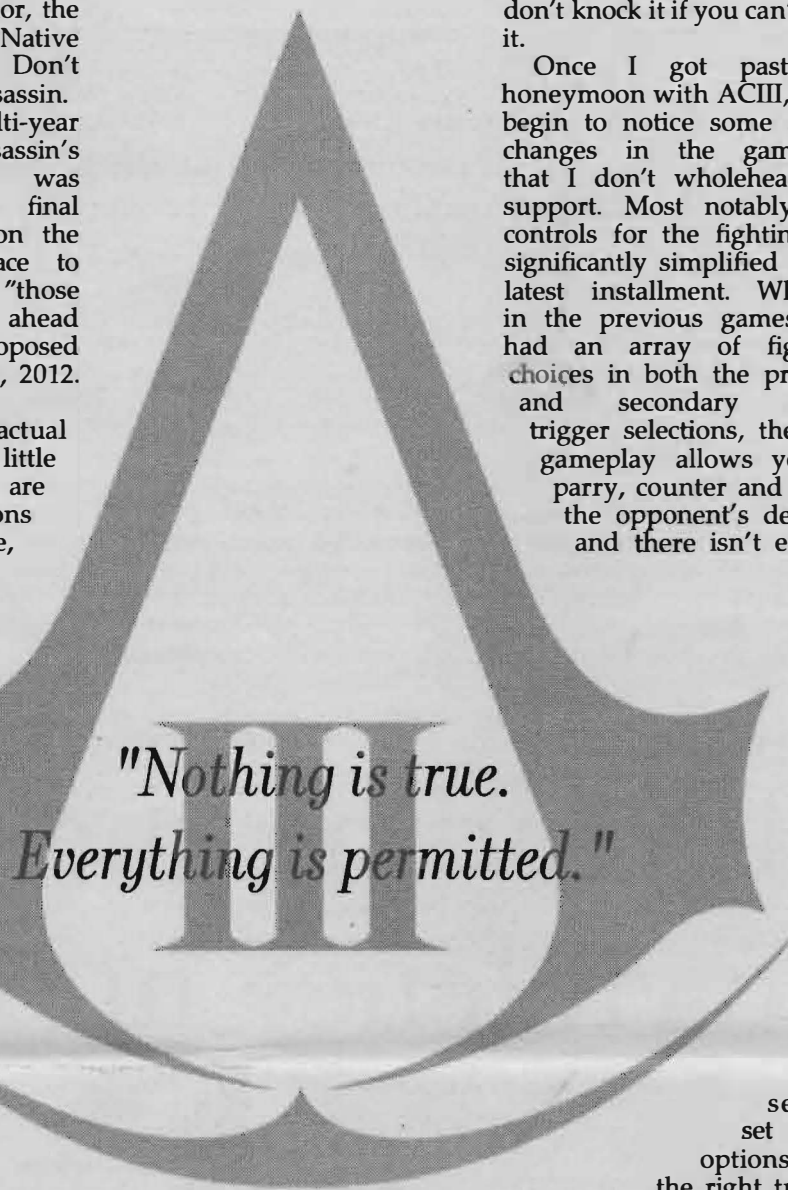 or, the
Native
Don't
sassin.
lti-year
sassin's
was
final
on the
ace to
"those
ahead
oposed
, 2012.
actual
little
are
ons
e,
don't knock it if you can't
it.
Once I got past
honeymoon with ACIII,
begin to notice some
changes in the gam
that I don't wholehea
support. Most notably
controls for the fightin
significantly simplified
latest installment. Wh
in the previous games
had an array of fig
choices in both the pr
and secondary
trigger selections, the
gameplay allows yo
parry, counter and
the opponent's de
and there isn't e
III
"Nothing is true.
Everything is permitted."
se
set
options
the right tr